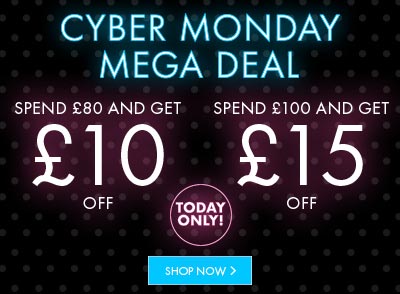 CYBER MONDAY
MEGA DEAL
SPEND £80 AND GET
£10
OFF
SPEND £100 AND GET
£15
OFF
TODAY
ONLY!
SHOP NOW >